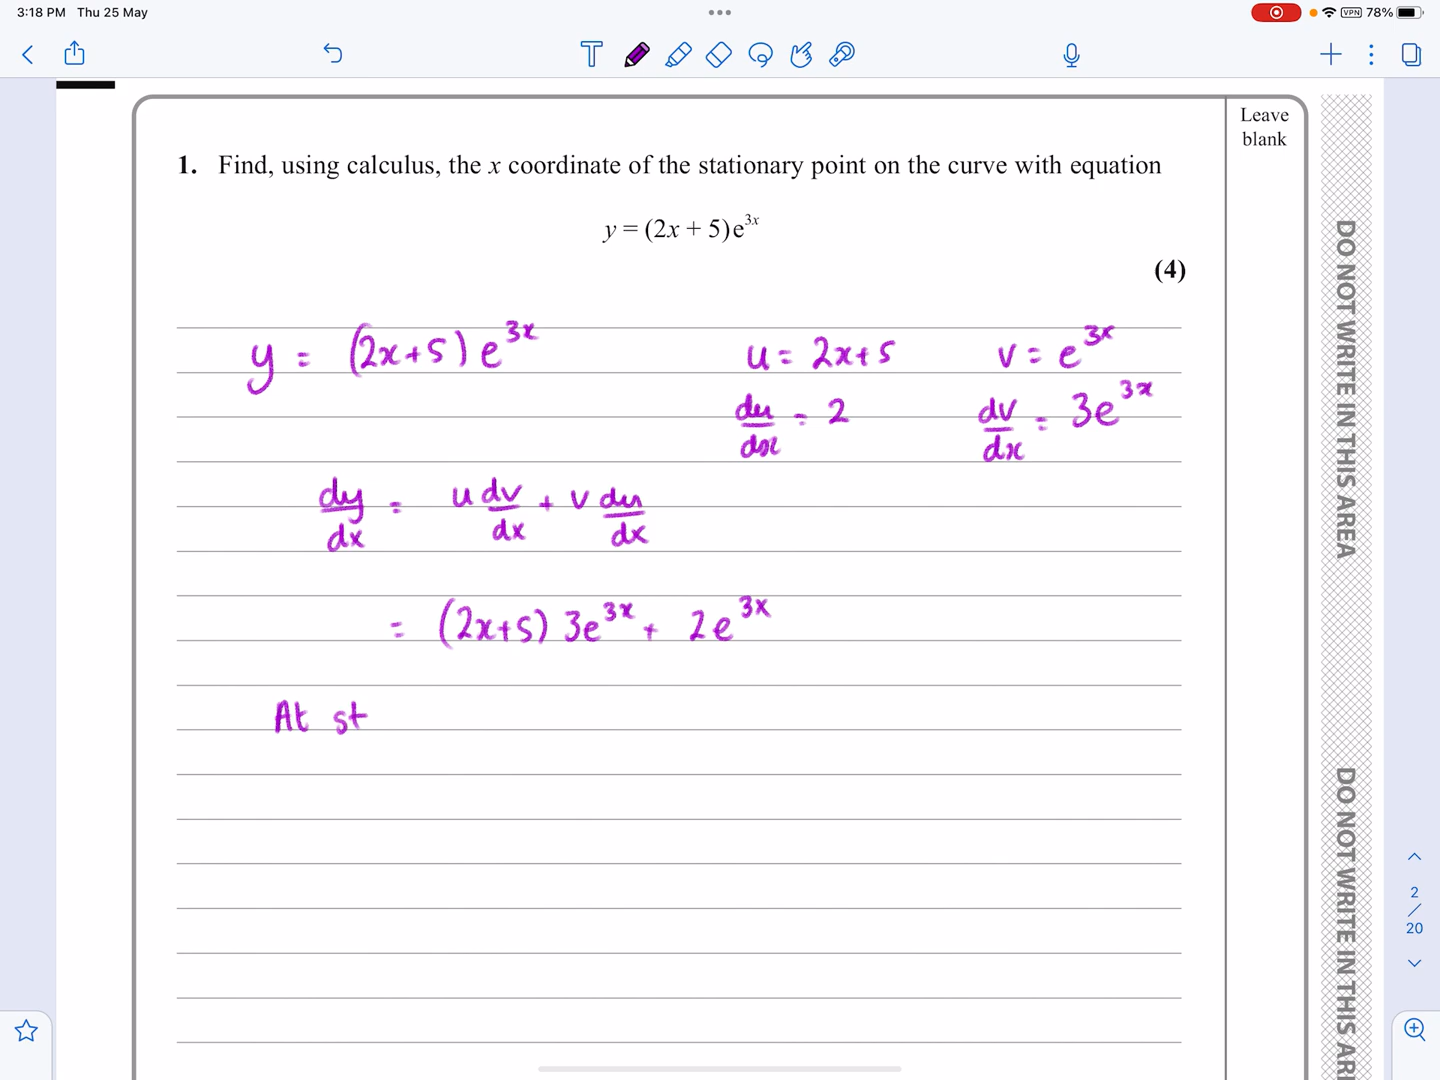 3:18 PM Thu 25 May
VPN 78%
Leave
blank
1. Find, using calculus, the x coordinate of the stationary point on the curve with equation
y = (2x + 5)e^{3x}
(4)
y = (2x+5)e^{3x} u = 2x+5 v = e^{3x}
du/dx = 2 dv/dx = 3e^{3x}
dy/dx = u dv/dx + v du/dx
= (2x+5) 3e^{3x} + 2e^{3x}
At st
DO NOT WRITE IN THIS AREA
DO NOT WRITE IN THIS AR
2
/
20